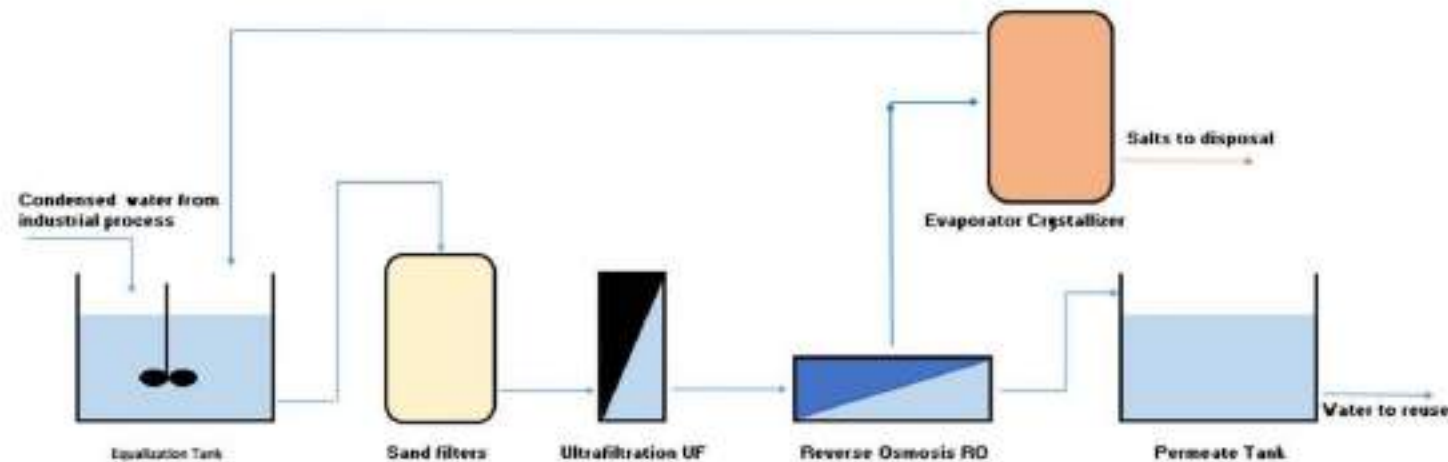 Salts to disposal
Condensed water from
industrial process
Evaporator Crystallizer
Water to reuse
Equalization Tank
Sand filters
Ultrafiltration UF
Reverse Osmosis RO
Permeate Tank